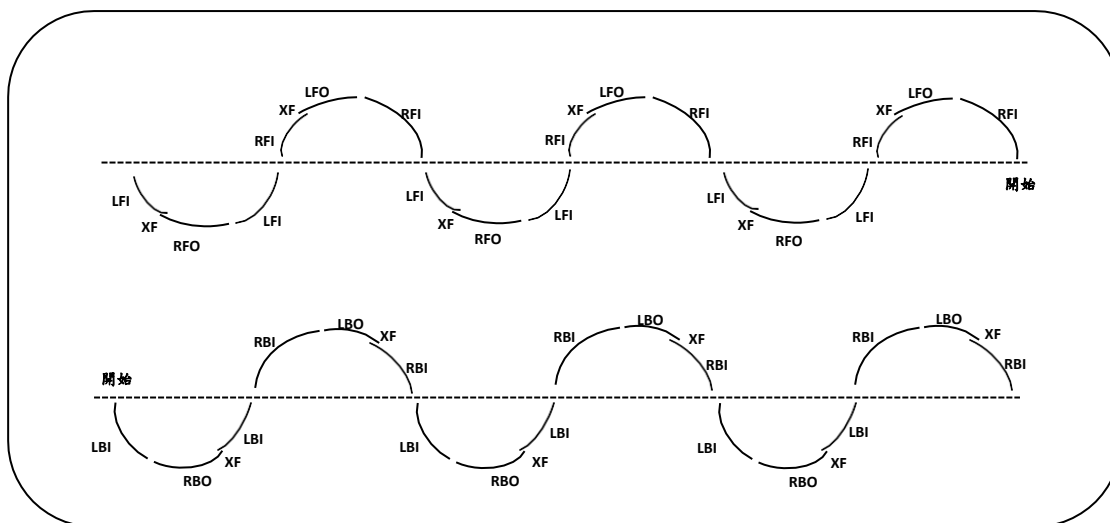 LFO LFO LFO
XF XF XF
RFI RFI RFI
RFI RFI RFI
開始
LFI LFI LFI
XF LFI XF LFI XF LFI
RFO RFO RFO
LBO LBO LBO
RBI XF RBI XF RBI XF
開始 RBI RBI RBI
LBI LBI LBI LBI LBI LBI
XF XF XF
RBO RBO RBO